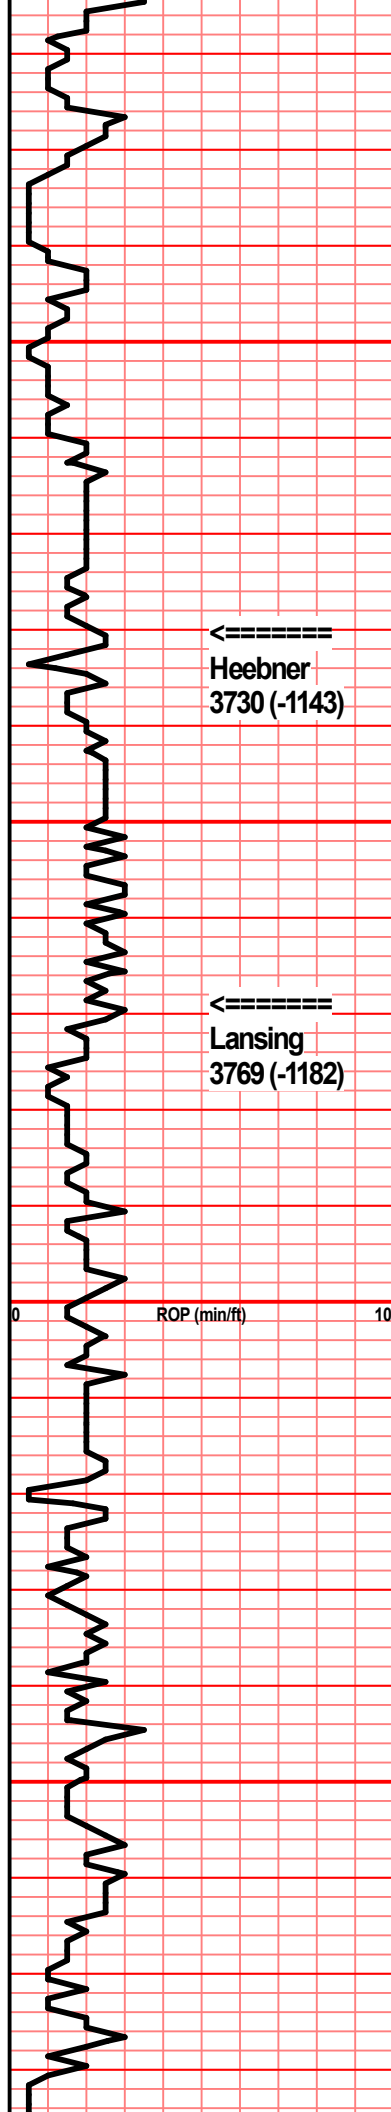 <=======
Heebner
3730 (-1143)
<=======
Lansing
3769 (-1182)
0 ROP (min/ft) 10